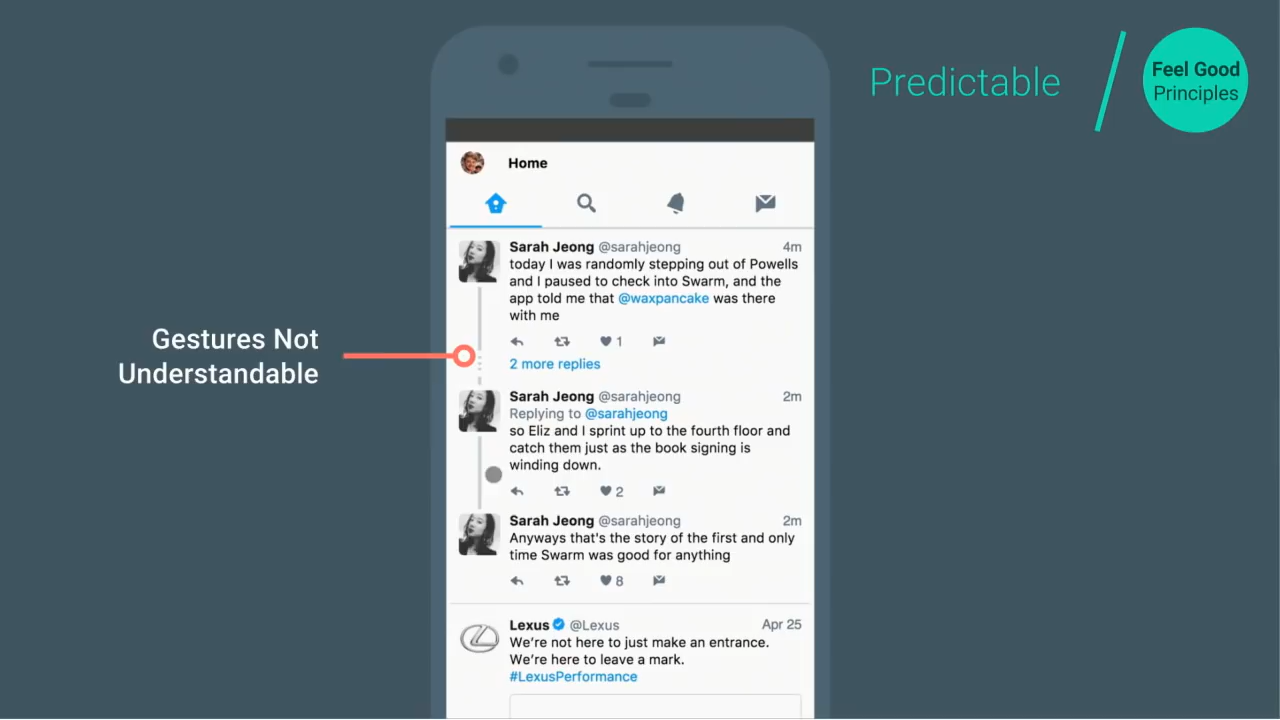 Predictable
Feel Good
Principles
Home
Sarah Jeong @sarahjeong 4m
today I was randomly stepping out of Powells
and I paused to check into Swarm, and the
app told me that @waxpancake was there
with me
1
2 more replies
Gestures Not
Understandable
Sarah Jeong @sarahjeong 2m
Replying to @sarahjeong
so Eliz and I sprint up to the fourth floor and
catch them just as the book signing is
winding down.
2
Sarah Jeong @sarahjeong 2m
Anyways that's the story of the first and only
time Swarm was good for anything
8
Lexus @Lexus Apr 25
We're not here to just make an entrance.
We're here to leave a mark.
#LexusPerformance